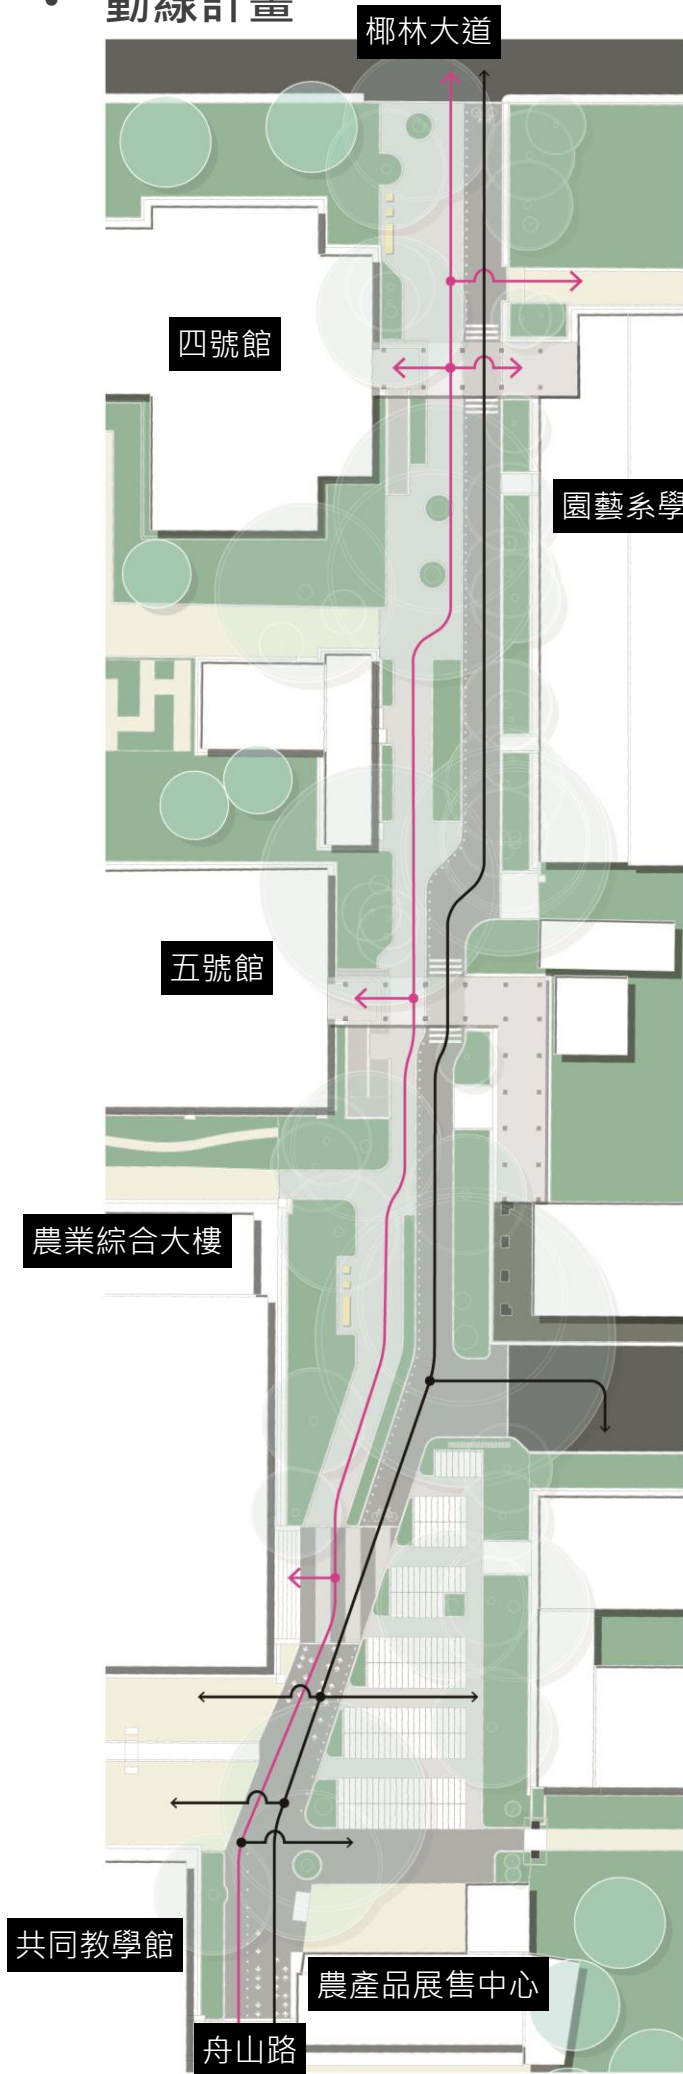 • 動線計畫
椰林大道
四號館
園藝系學
五號館
農業綜合大樓
共同教學館
農產品展售中心
舟山路